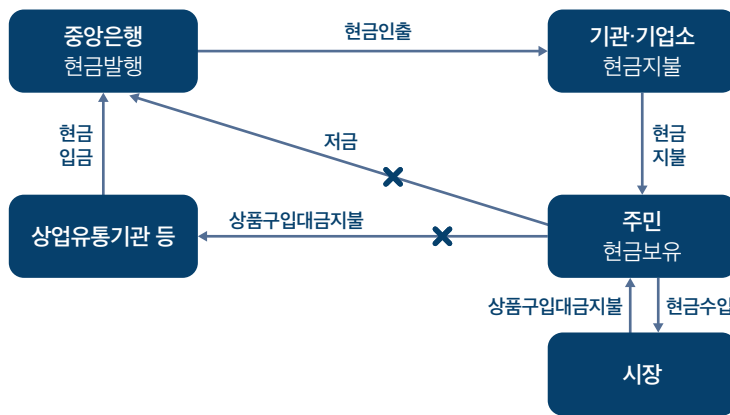 중앙은행
현금발행
현금인출
기관·기업소
현금지불
현금
입금
저금
현금
지불
상업유통기관 등
상품구입대금지불
주민
현금보유
상품구입대금지불
현금수입
시장